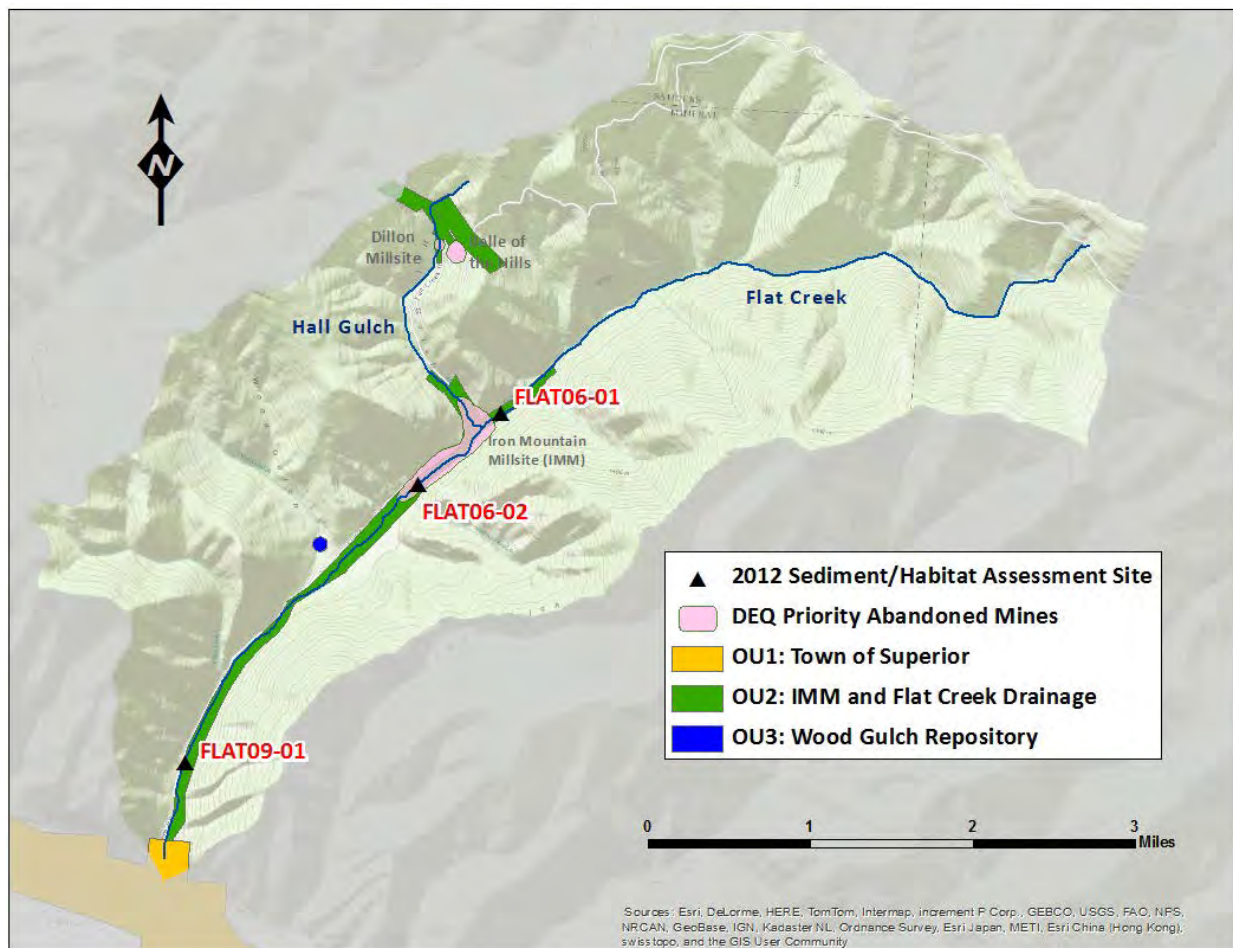 N
SANDERS
MINERAL
Dillon
Millsite
Belle of
the Hills
Hall Gulch
Flat Creek
FLAT06-01
Iron Mountain
Millsite (IMM)
FLAT06-02
FLAT09-01
2012 Sediment/Habitat Assessment Site
DEQ Priority Abandoned Mines
OU1: Town of Superior
OU2: IMM and Flat Creek Drainage
OU3: Wood Gulch Repository
0 1 2 3
Miles
Sources: Esri, DeLorme, HERE, TomTom, Intermap, increment P Corp., GEBCO, USGS, FAO, NPS,
NRCAN, GeoBase, IGN, Kadaster NL, Ordnance Survey, Esri Japan, METI, Esri China (Hong Kong),
swisstopo, and the GIS User Community